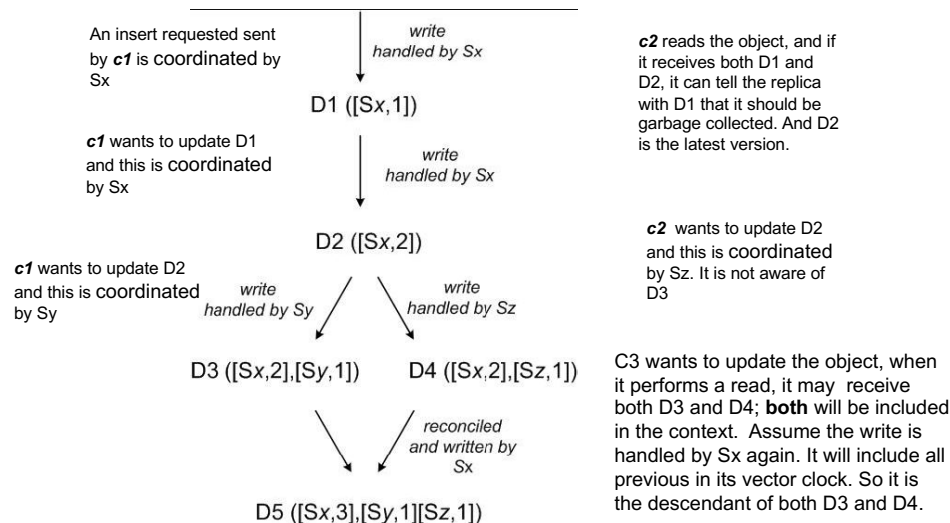 An insert requested sent
by c1 is coordinated by
Sx
write
handled by Sx
c2 reads the object, and if
it receives both D1 and
D2, it can tell the replica
with D1 that it should be
garbage collected. And D2
is the latest version.
D1 ([Sx,1])
c1 wants to update D1
and this is coordinated
by Sx
write
handled by Sx
D2 ([Sx,2])
c2 wants to update D2
and this is coordinated
by Sz. It is not aware of
D3
c1 wants to update D2
and this is coordinated
by Sy
write
handled by Sy
write
handled by Sz
D3 ([Sx,2],[Sy,1])
D4 ([Sx,2],[Sz,1])
C3 wants to update the object, when
it performs a read, it may receive
both D3 and D4; both will be included
in the context. Assume the write is
handled by Sx again. It will include all
previous in its vector clock. So it is
the descendant of both D3 and D4.
reconciled
and written by
Sx
D5 ([Sx,3],[Sy,1][Sz,1])